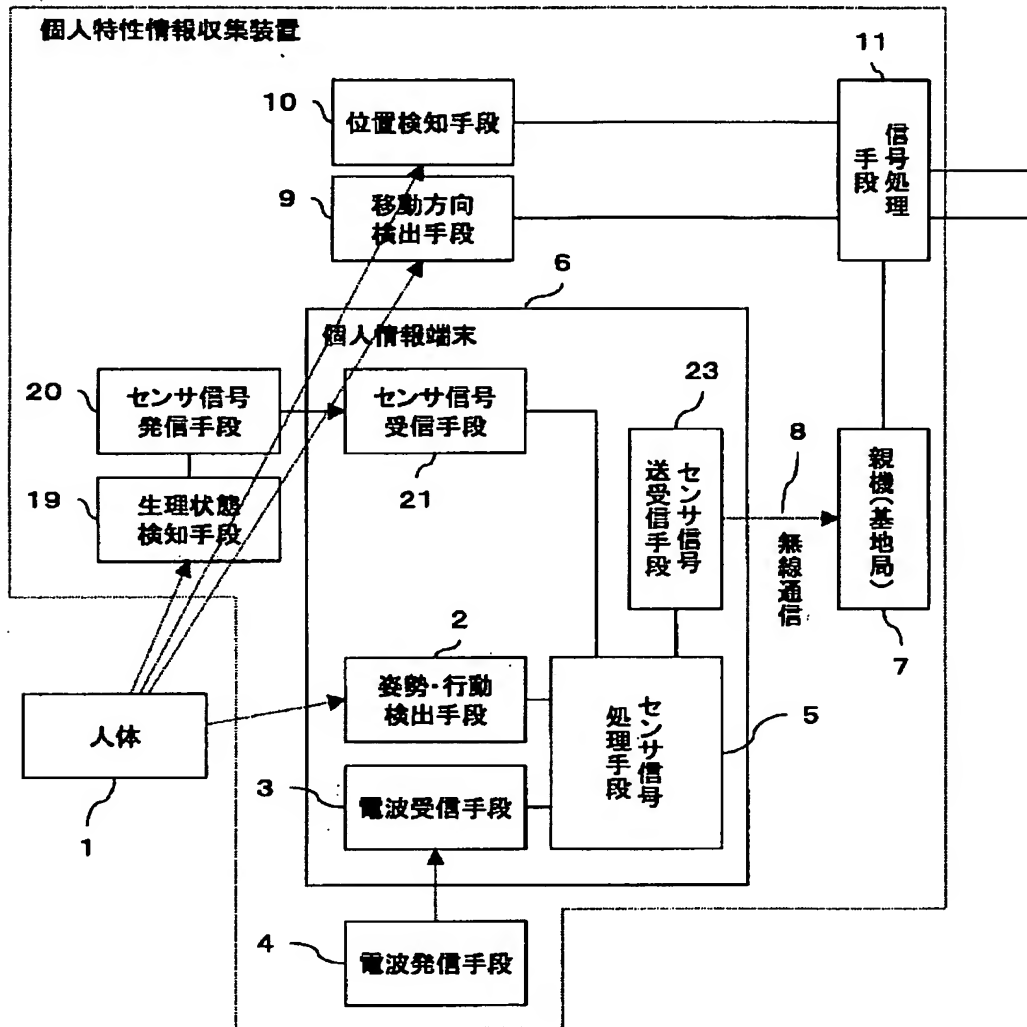 個人特性情報収集装置
11
10
位置検知手段
信号処理
手段
9
移動方向
検出手段
6
個人情報端末
20
センサ信号
発信手段
センサ信号
受信手段
21
23
センサ信号
送受信手段
8
無線通信
親機(基地局)
7
19
生理状態
検知手段
2
姿勢・行動
検出手段
センサ信号
処理手段
5
人体
1
3
電波受信手段
4
電波発信手段